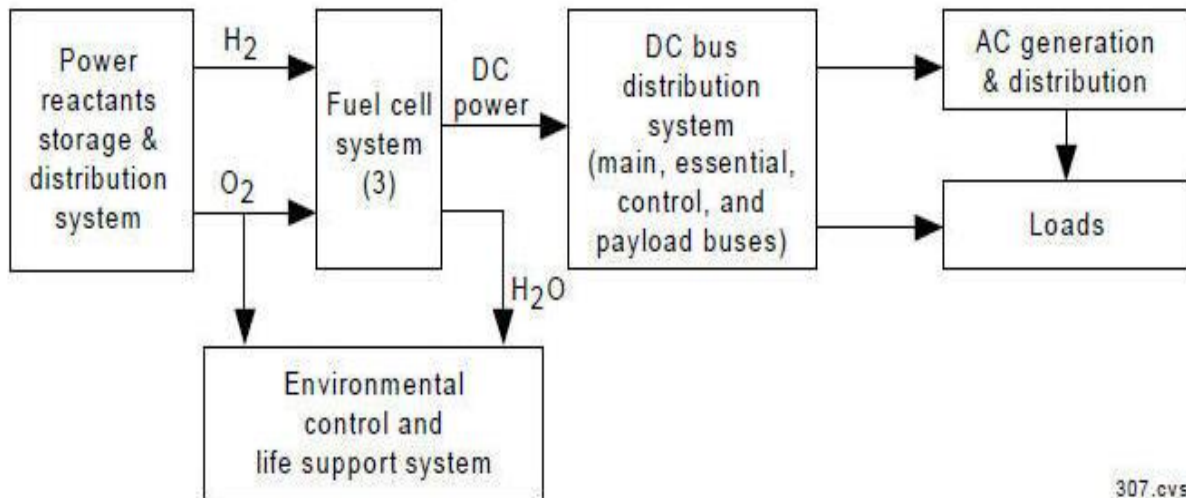 Power
reactants
storage &
distribution
system
H2
O2
Fuel cell
system
(3)
DC
power
H2O
DC bus
distribution
system
(main, essential,
control, and
payload buses)
AC generation
& distribution
Loads
Environmental
control and
life support system
307.cvs